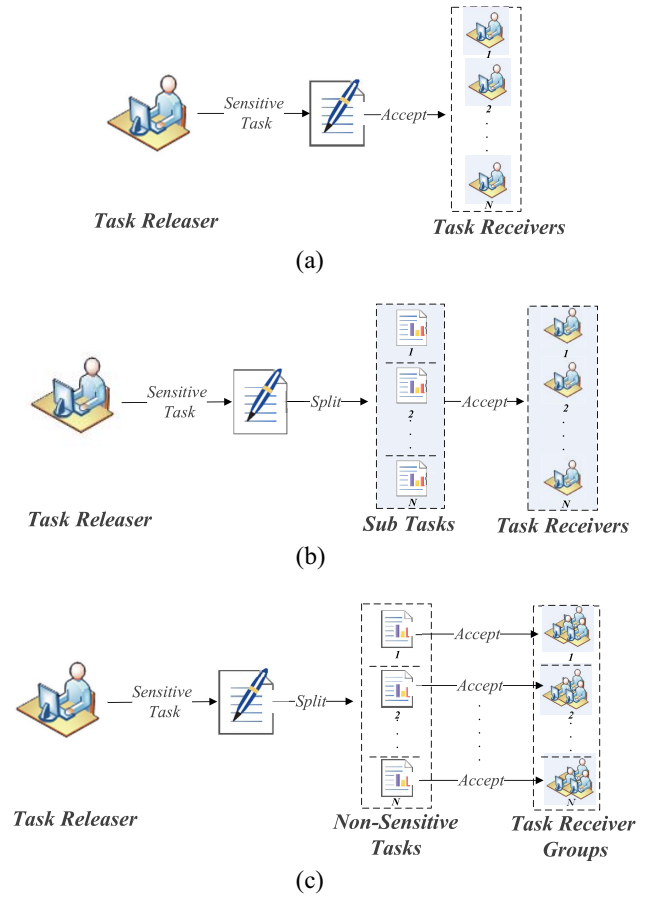 1
Sensitive
Task
Accept
2
N
Task Releaser
Task Receivers
(a)
1
Sensitive
Task
Split
2
Accept
1
2
N
N
Task Releaser
Sub Tasks
Task Receivers
(b)
Accept
1
1
Sensitive
Task
Split
Accept
2
2
Accept
N
N
Task Releaser
Non-Sensitive
Tasks
Task Receiver
Groups
(c)